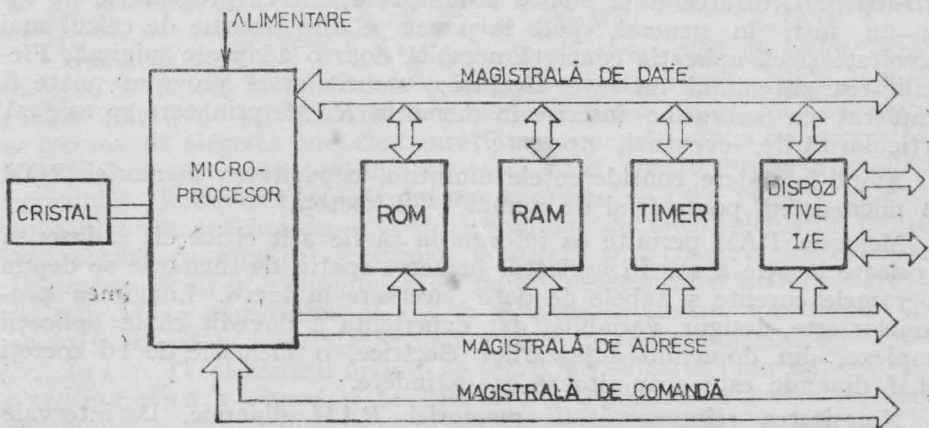 ALIMENTARE
MAGISTRALĂ DE DATE
MICRO-
PROCESOR
CRISTAL
ROM
RAM
TIMER
DISPOZI
TIVE
I/E
MAGISTRALĂ DE ADRESE
MAGISTRALĂ DE COMANDĂ